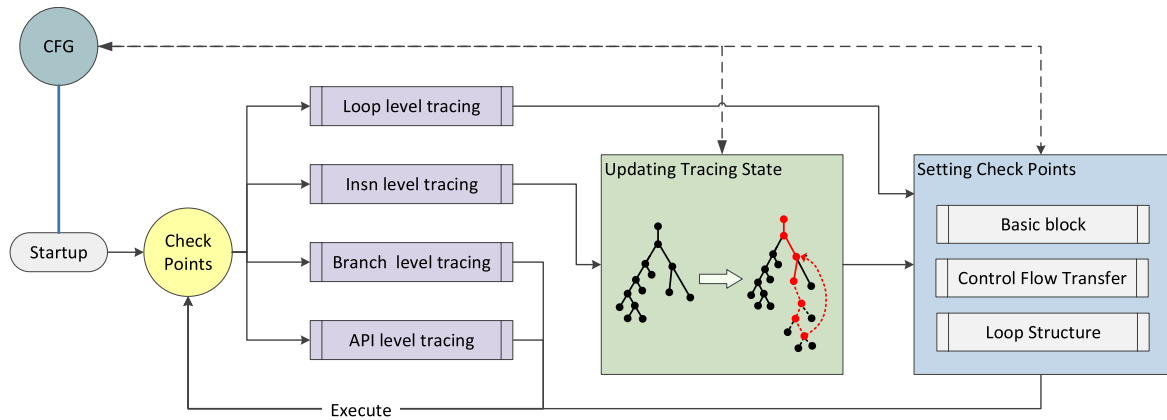 CFG
Loop level tracing
Insn level tracing
Updating Tracing State
Setting Check Points
Basic block
Startup
Check
Points
Branch  level tracing
Control Flow Transfer
API level tracing
Loop Structure
Execute